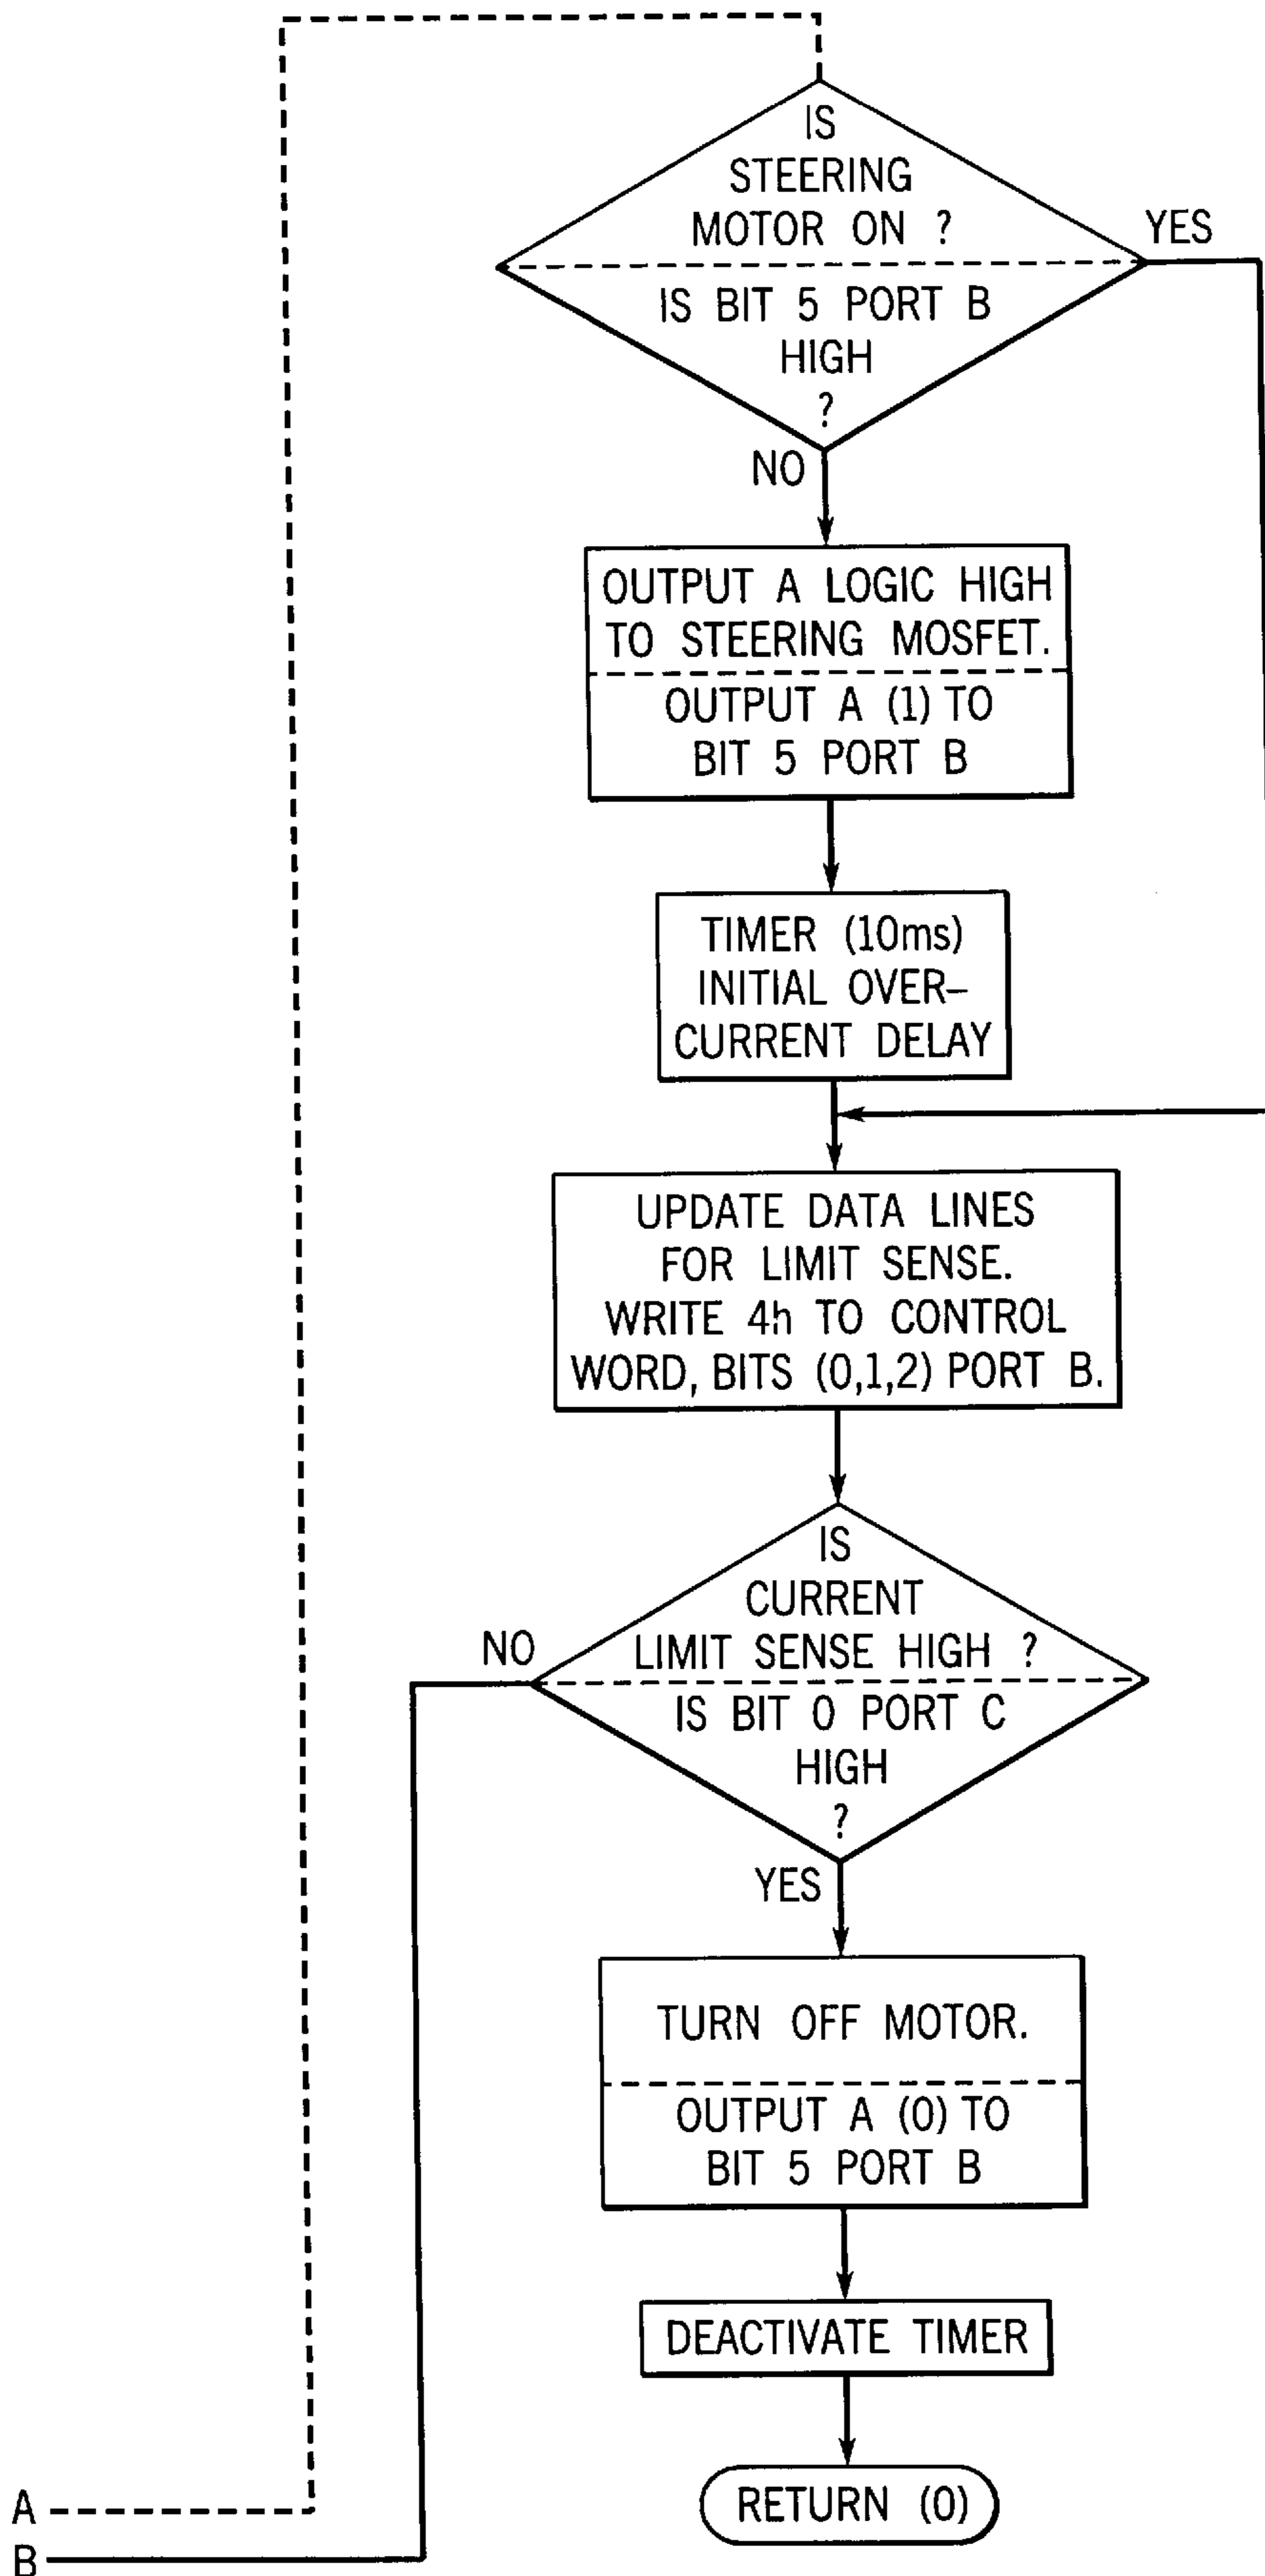 IS
STEERING
MOTOR ON ?
YES
IS BIT 5 PORT B
HIGH
?
NO
OUTPUT A LOGIC HIGH
TO STEERING MOSFET.
OUTPUT A (1) TO
BIT 5 PORT B
TIMER (10ms)
INITIAL OVER–
CURRENT DELAY
UPDATE DATA LINES
FOR LIMIT SENSE.
WRITE 4h TO CONTROL
WORD, BITS (0,1,2) PORT B.
IS
CURRENT
NO
LIMIT SENSE HIGH ?
IS BIT 0 PORT C
HIGH
?
YES
TURN OFF MOTOR.
OUTPUT A (0) TO
BIT 5 PORT B
DEACTIVATE TIMER
RETURN (0)
A
B